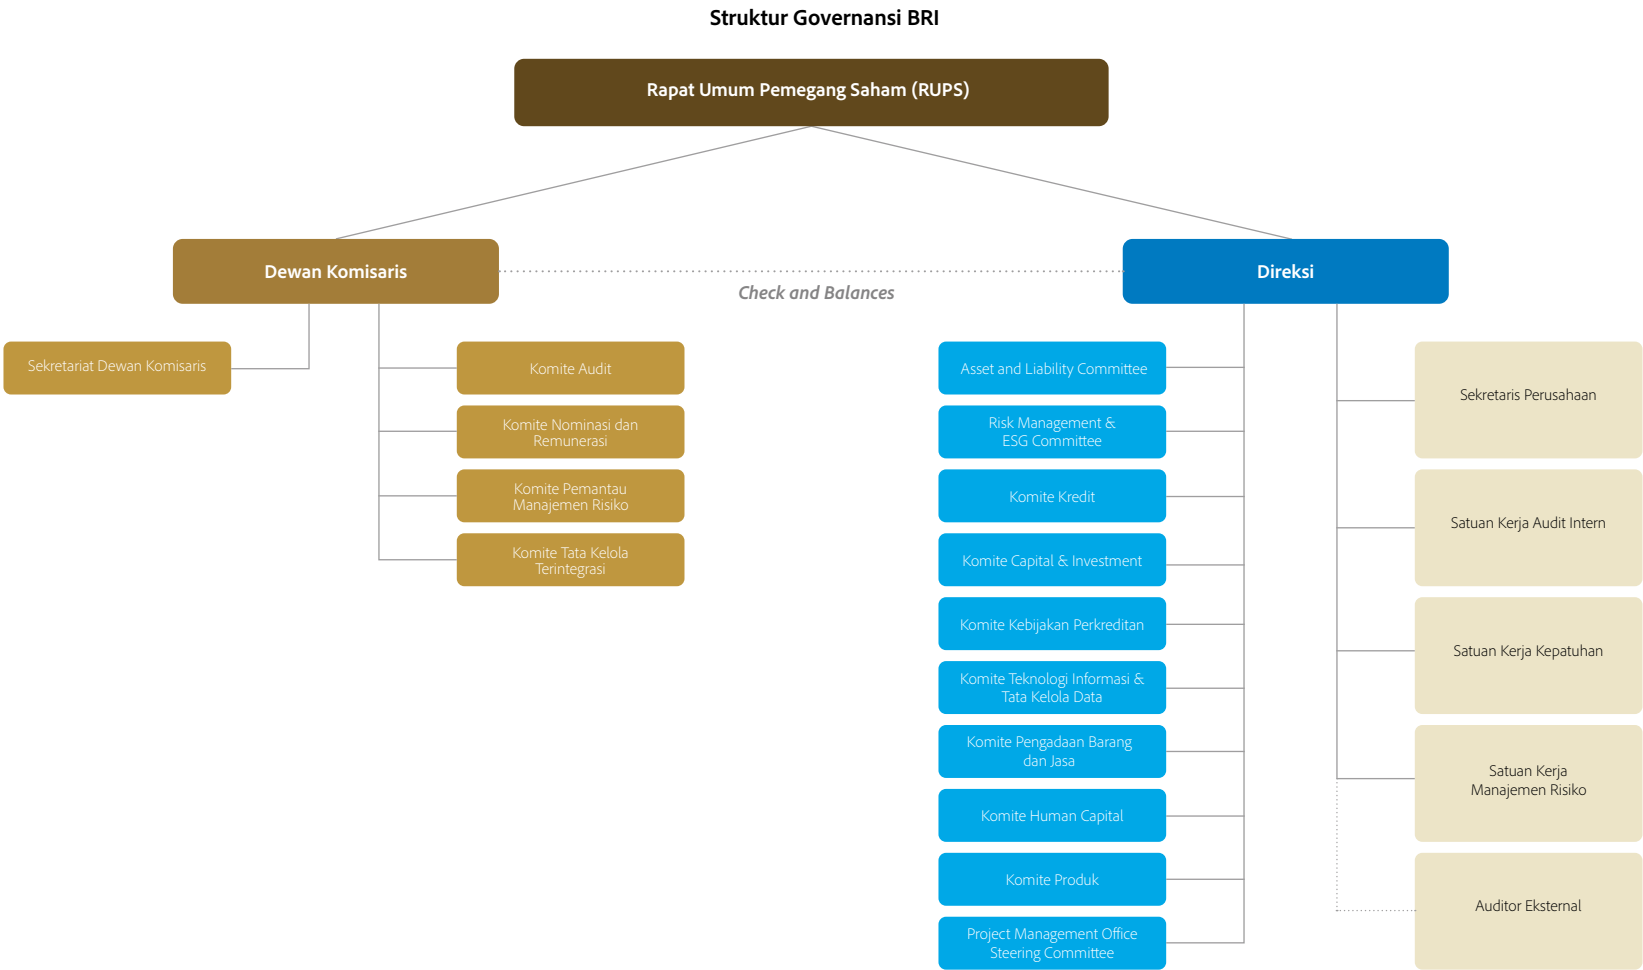 Struktur Governansi BRI
Rapat Umum Pemegang Saham (RUPS)
Dewan Komisaris
Check and Balances
Direksi
Sekretariat Dewan Komisaris
Komite Audit
Komite Nominasi dan
Remunerasi
Komite Pemantau
Manajemen Risiko
Komite Tata Kelola
Terintegrasi
Asset and Liability Committee
Risk Management &
ESG Committee
Komite Kredit
Komite Capital & Investment
Komite Kebijakan Perkreditan
Komite Teknologi Informasi &
Tata Kelola Data
Komite Pengadaan Barang
dan Jasa
Komite Human Capital
Komite Produk
Project Management Office
Steering Committee
Sekretaris Perusahaan
Satuan Kerja Audit Intern
Satuan Kerja Kepatuhan
Satuan Kerja
Manajemen Risiko
Auditor Eksternal